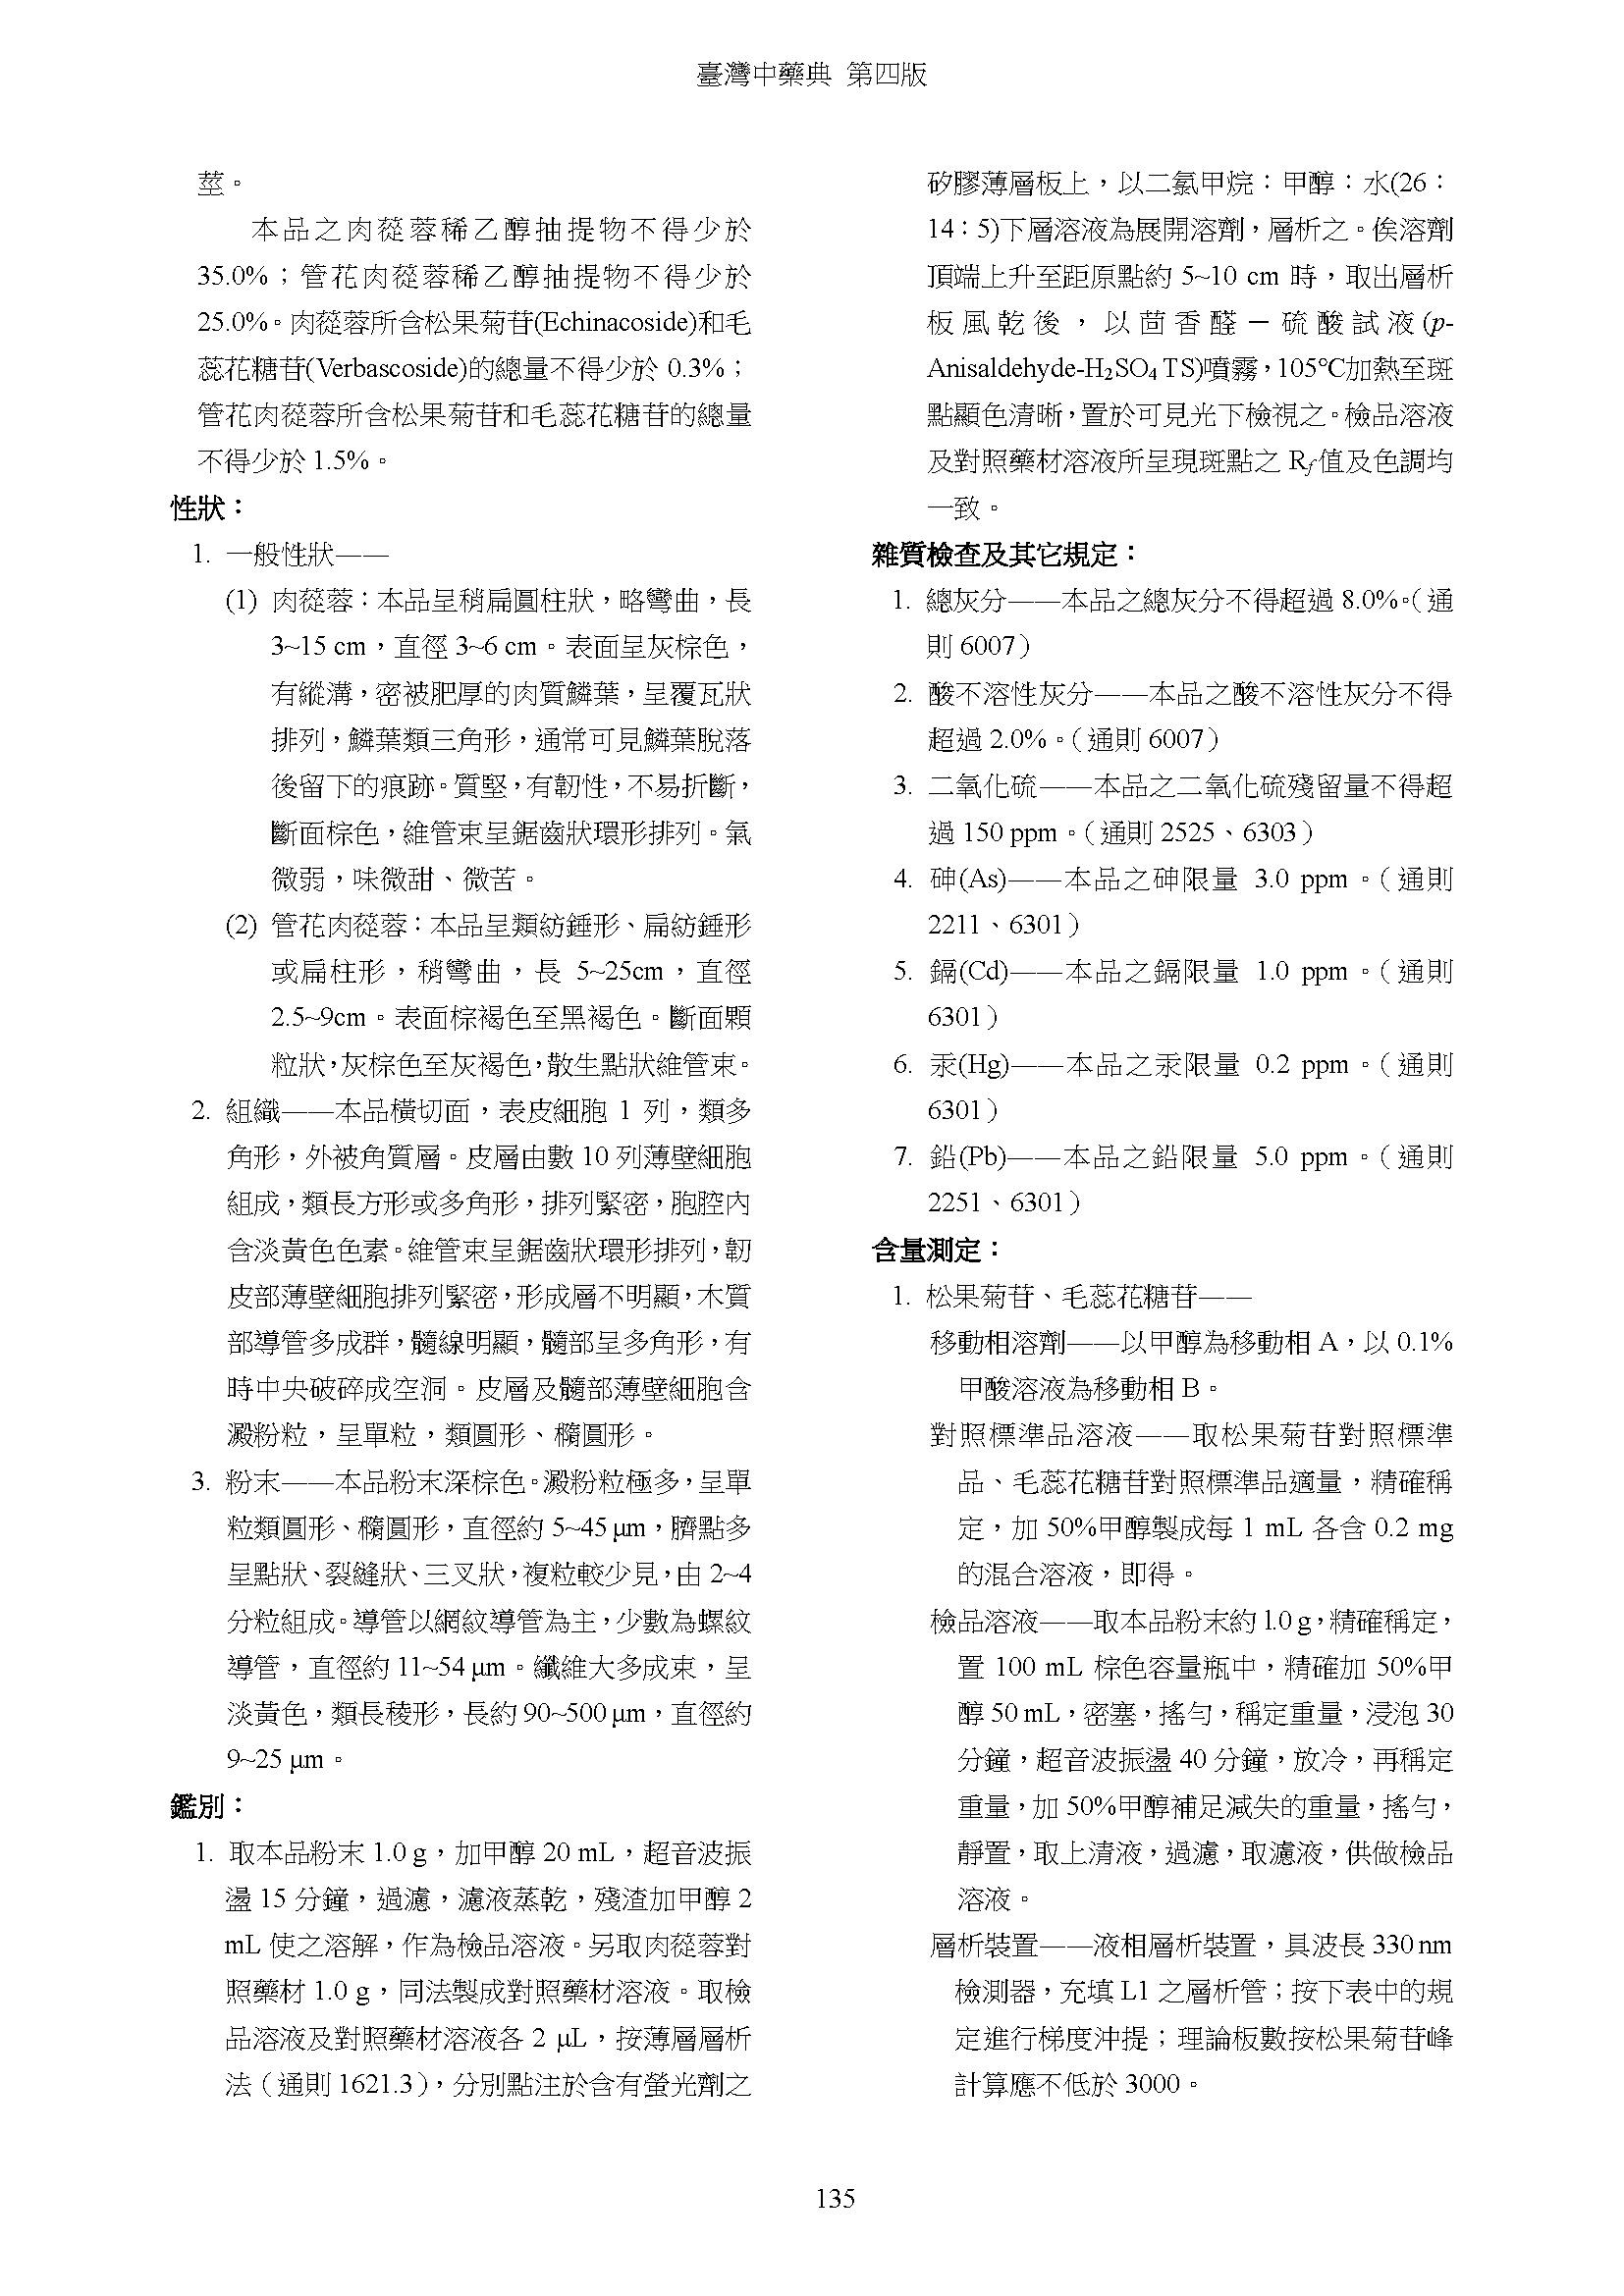 臺灣中藥典 第四版
莖。
本品之肉蓯蓉稀乙醇抽提物不得少於
35.0%；管花肉蓯蓉稀乙醇抽提物不得少於
25.0%。肉蓯蓉所含松果菊苷(Echinacoside)和毛
蕊花糖苷(Verbascoside)的總量不得少於 0.3%；
管花肉蓯蓉所含松果菊苷和毛蕊花糖苷的總量
不得少於 1.5%。
性狀：
1. 一般性狀——
(1) 肉蓯蓉：本品呈稍扁圓柱狀，略彎曲，長
3~15 cm，直徑 3~6 cm。表面呈灰棕色，
有縱溝，密被肥厚的肉質鱗葉，呈覆瓦狀
排列，鱗葉類三角形，通常可見鱗葉脫落
後留下的痕跡。質堅，有韌性，不易折斷，
斷面棕色，維管束呈鋸齒狀環形排列。氣
微弱，味微甜、微苦。
(2) 管花肉蓯蓉：本品呈類紡錘形、扁紡錘形
或扁柱形，稍彎曲，長 5~25cm，直徑
2.5~9cm。表面棕褐色至黑褐色。斷面顆
粒狀，灰棕色至灰褐色，散生點狀維管束。
2. 組織——本品橫切面，表皮細胞 1 列，類多
角形，外被角質層。皮層由數 10 列薄壁細胞
組成，類長方形或多角形，排列緊密，胞腔內
含淡黃色色素。維管束呈鋸齒狀環形排列，韌
皮部薄壁細胞排列緊密，形成層不明顯，木質
部導管多成群，髓線明顯，髓部呈多角形，有
時中央破碎成空洞。皮層及髓部薄壁細胞含
澱粉粒，呈單粒，類圓形、橢圓形。
3. 粉末——本品粉末深棕色。澱粉粒極多，呈單
粒類圓形、橢圓形，直徑約 5~45 μm，臍點多
呈點狀、裂縫狀、三叉狀，複粒較少見，由 2~4
分粒組成。導管以網紋導管為主，少數為螺紋
導管，直徑約 11~54 μm。纖維大多成束，呈
淡黃色，類長稜形，長約 90~500 μm，直徑約
9~25 μm。
鑑別：
1. 取本品粉末 1.0 g，加甲醇 20 mL，超音波振
盪 15 分鐘，過濾，濾液蒸乾，殘渣加甲醇 2
mL 使之溶解，作為檢品溶液。另取肉蓯蓉對
照藥材 1.0 g，同法製成對照藥材溶液。取檢
品溶液及對照藥材溶液各 2 μL，按薄層層析
法（通則 1621.3），分別點注於含有螢光劑之
矽膠薄層板上，以二氯甲烷：甲醇：水(26：
14：5)下層溶液為展開溶劑，層析之。俟溶劑
頂端上升至距原點約 5~10 cm 時，取出層析
板風乾後，以茴香醛－硫酸試液(p-
Anisaldehyde-H₂SO₄ TS)噴霧，105℃加熱至斑
點顯色清晰，置於可見光下檢視之。檢品溶液
及對照藥材溶液所呈現斑點之 Rf 值及色調均
一致。
雜質檢查及其它規定：
1. 總灰分——本品之總灰分不得超過 8.0%。（通
則 6007）
2. 酸不溶性灰分——本品之酸不溶性灰分不得
超過 2.0%。（通則 6007）
3. 二氧化硫——本品之二氧化硫殘留量不得超
過 150 ppm。（通則 2525、6303）
4. 砷(As)——本品之砷限量 3.0 ppm。（通則
2211、6301）
5. 鎘(Cd)——本品之鎘限量 1.0 ppm。（通則
6301）
6. 汞(Hg)——本品之汞限量 0.2 ppm。（通則
6301）
7. 鉛(Pb)——本品之鉛限量 5.0 ppm。（通則
2251、6301）
含量測定：
1. 松果菊苷、毛蕊花糖苷——
移動相溶劑——以甲醇為移動相 A，以 0.1%
甲酸溶液為移動相 B。
對照標準品溶液——取松果菊苷對照標準
品、毛蕊花糖苷對照標準品適量，精確稱
定，加 50%甲醇製成每 1 mL 各含 0.2 mg
的混合溶液，即得。
檢品溶液——取本品粉末約 1.0 g，精確稱定，
置 100 mL 棕色容量瓶中，精確加 50%甲
醇 50 mL，密塞，搖勻，稱定重量，浸泡 30
分鐘，超音波振盪 40 分鐘，放冷，再稱定
重量，加 50%甲醇補足減失的重量，搖勻，
靜置，取上清液，過濾，取濾液，供做檢品
溶液。
層析裝置——液相層析裝置，具波長 330 nm
檢測器，充填 L1 之層析管；按下表中的規
定進行梯度沖提；理論板數按松果菊苷峰
計算應不低於 3000。
135